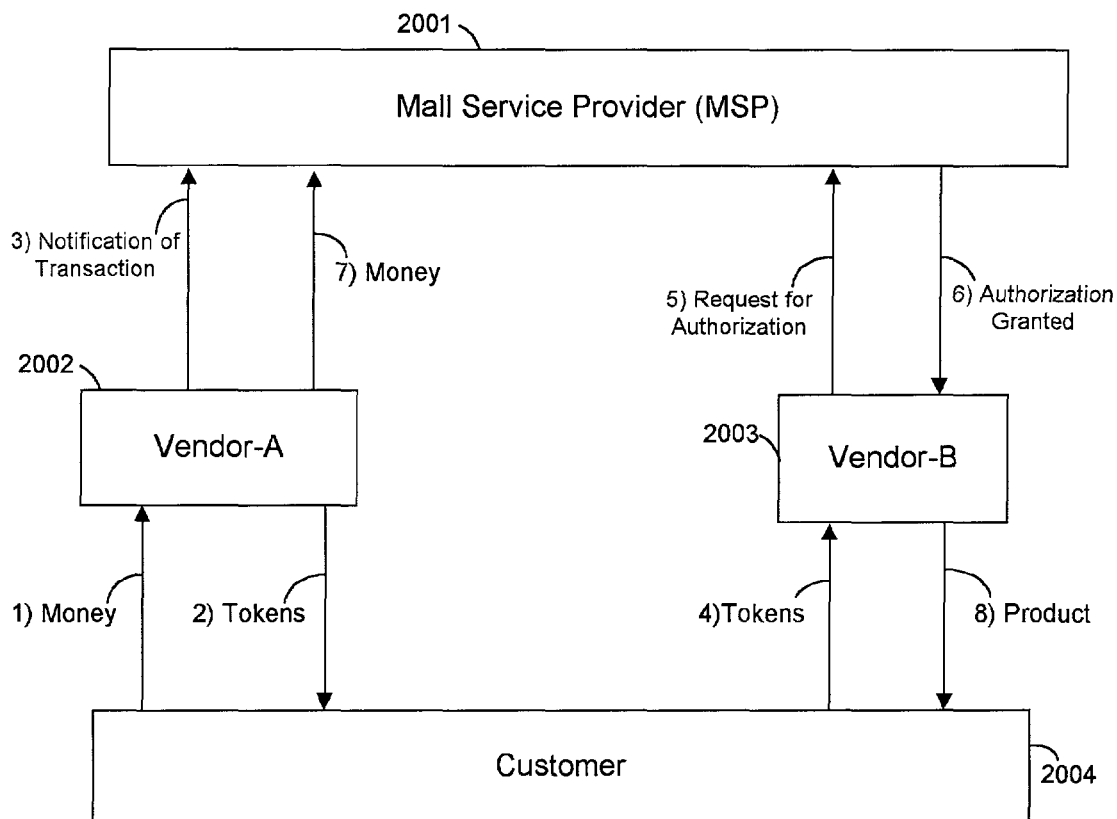 2001
Mall Service Provider (MSP)
3) Notification of
Transaction
7) Money
5) Request for
Authorization
6) Authorization
Granted
2002
Vendor-A
2003
Vendor-B
1) Money
2) Tokens
4)Tokens
8) Product
Customer
2004